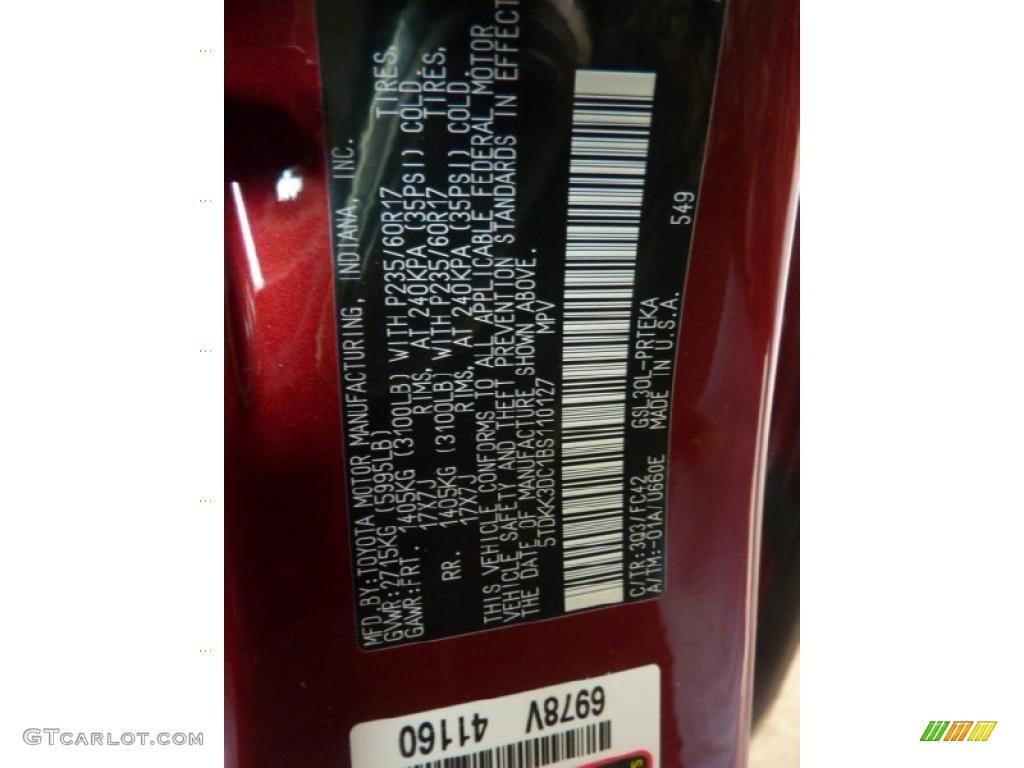 MFD.BY:TOYOTA MOTOR MANUFACTURING, INDIANA, INC.
GVWR:2715KG (5995LB)
GAWR:FRT. 1405KG (3100LB) WITH P235/60R17 TIRES,
17X7J RIMS, AT 240KPA (35PSI) COLD.
RR. 1405KG (3100LB) WITH P235/60R17 TIRES,
17X7J RIMS, AT 240KPA (35PSI) COLD.
THIS VEHICLE CONFORMS TO ALL APPLICABLE FEDERAL MOTOR
VEHICLE SAFETY AND THEFT PREVENTION STANDARDS IN EFFECT
THE DATE OF MANUFACTURE SHOWN ABOVE.
5TDKK3DC1BS110127 MPV
C/TR:3Q3/FC42 GSL30L-PRTEKA 549
A/TM:-01A/U660E MADE IN U.S.A.
6978V
41160
GTCARLOT.COM